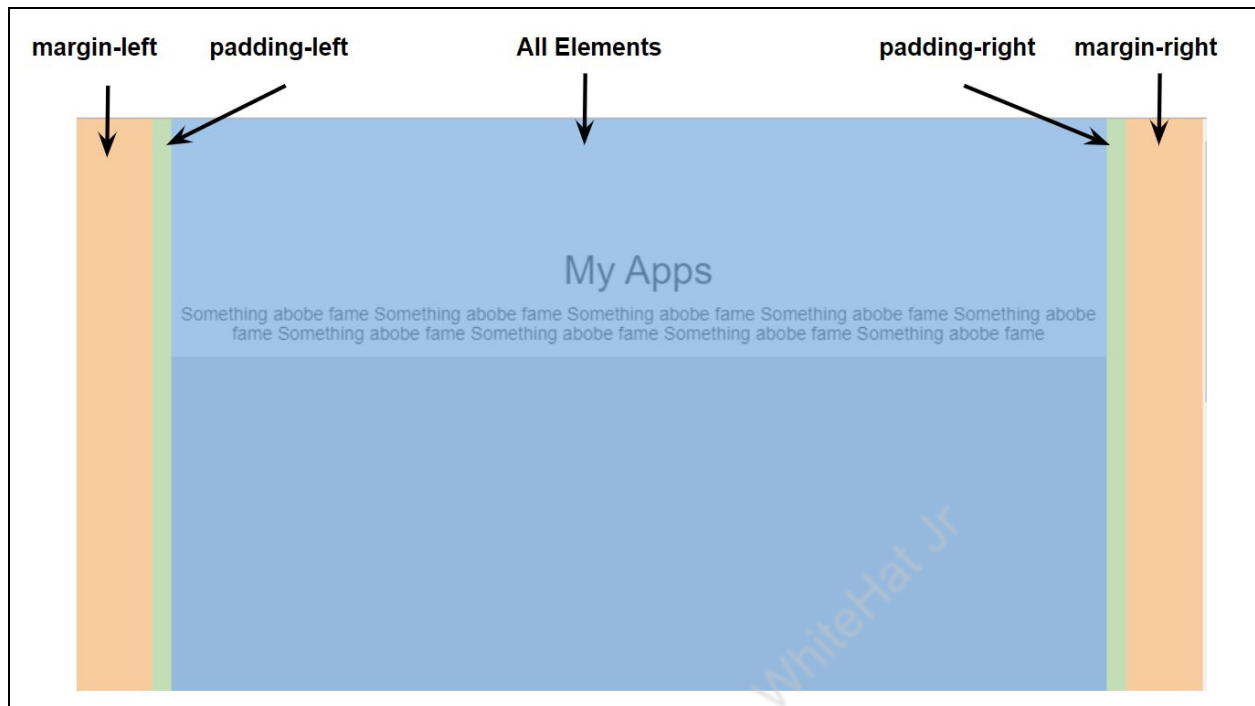 margin-left padding-left All Elements padding-right margin-right
My Apps
Something abobe fame Something abobe fame Something abobe fame Something abobe fame Something abobe
fame Something abobe fame Something abobe fame Something abobe fame Something abobe fame
WhiteHat Jr